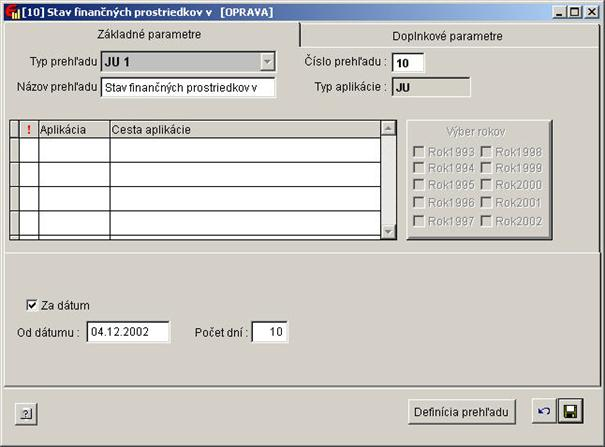 [10] Stav finančných prostriedkov v [OPRAVA]
Základné parametre
Doplnkové parametre
Typ prehľadu JU 1
Číslo prehľadu : 10
Názov prehľadu Stav finančných prostriedkov v
Typ aplikácie : JU
! Aplikácia Cesta aplikácie
Výber rokov
Rok1993 Rok1998
Rok1994 Rok1999
Rok1995 Rok2000
Rok1996 Rok2001
Rok1997 Rok2002
Za dátum
Od dátumu : 04.12.2002 Počet dní : 10
? Definícia prehľadu